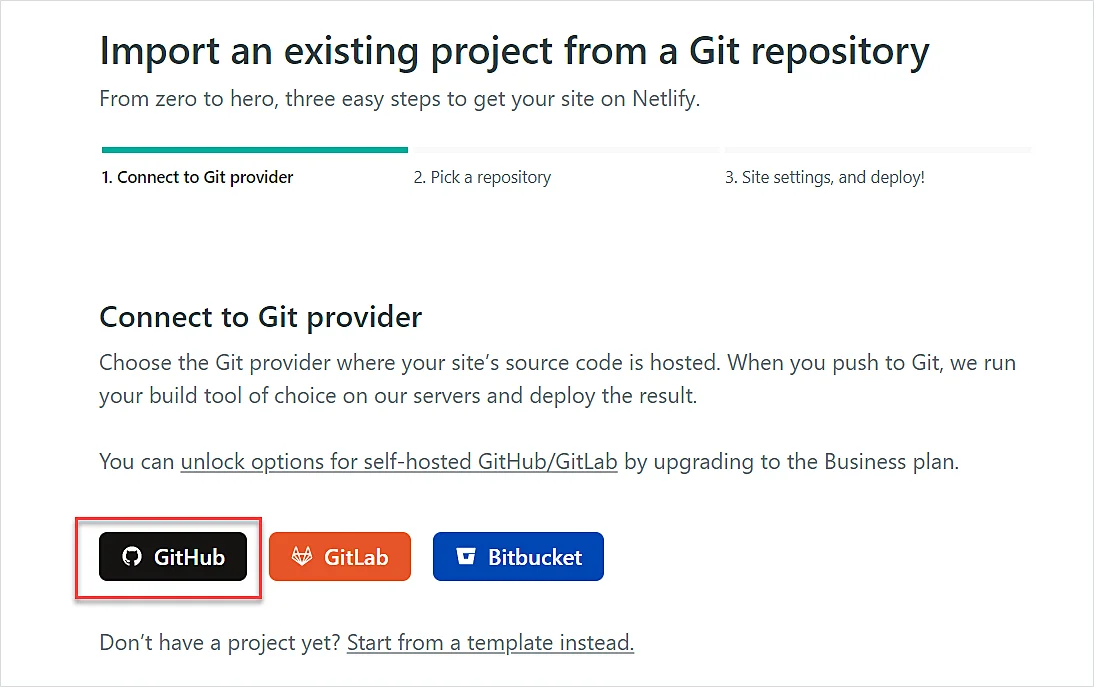 Import an existing project from a Git repository
From zero to hero, three easy steps to get your site on Netlify.
1. Connect to Git provider
2. Pick a repository
3. Site settings, and deploy!
Connect to Git provider
Choose the Git provider where your site’s source code is hosted. When you push to Git, we run
your build tool of choice on our servers and deploy the result.
You can unlock options for self-hosted GitHub/GitLab by upgrading to the Business plan.
GitHub
GitLab
Bitbucket
Don’t have a project yet? Start from a template instead.